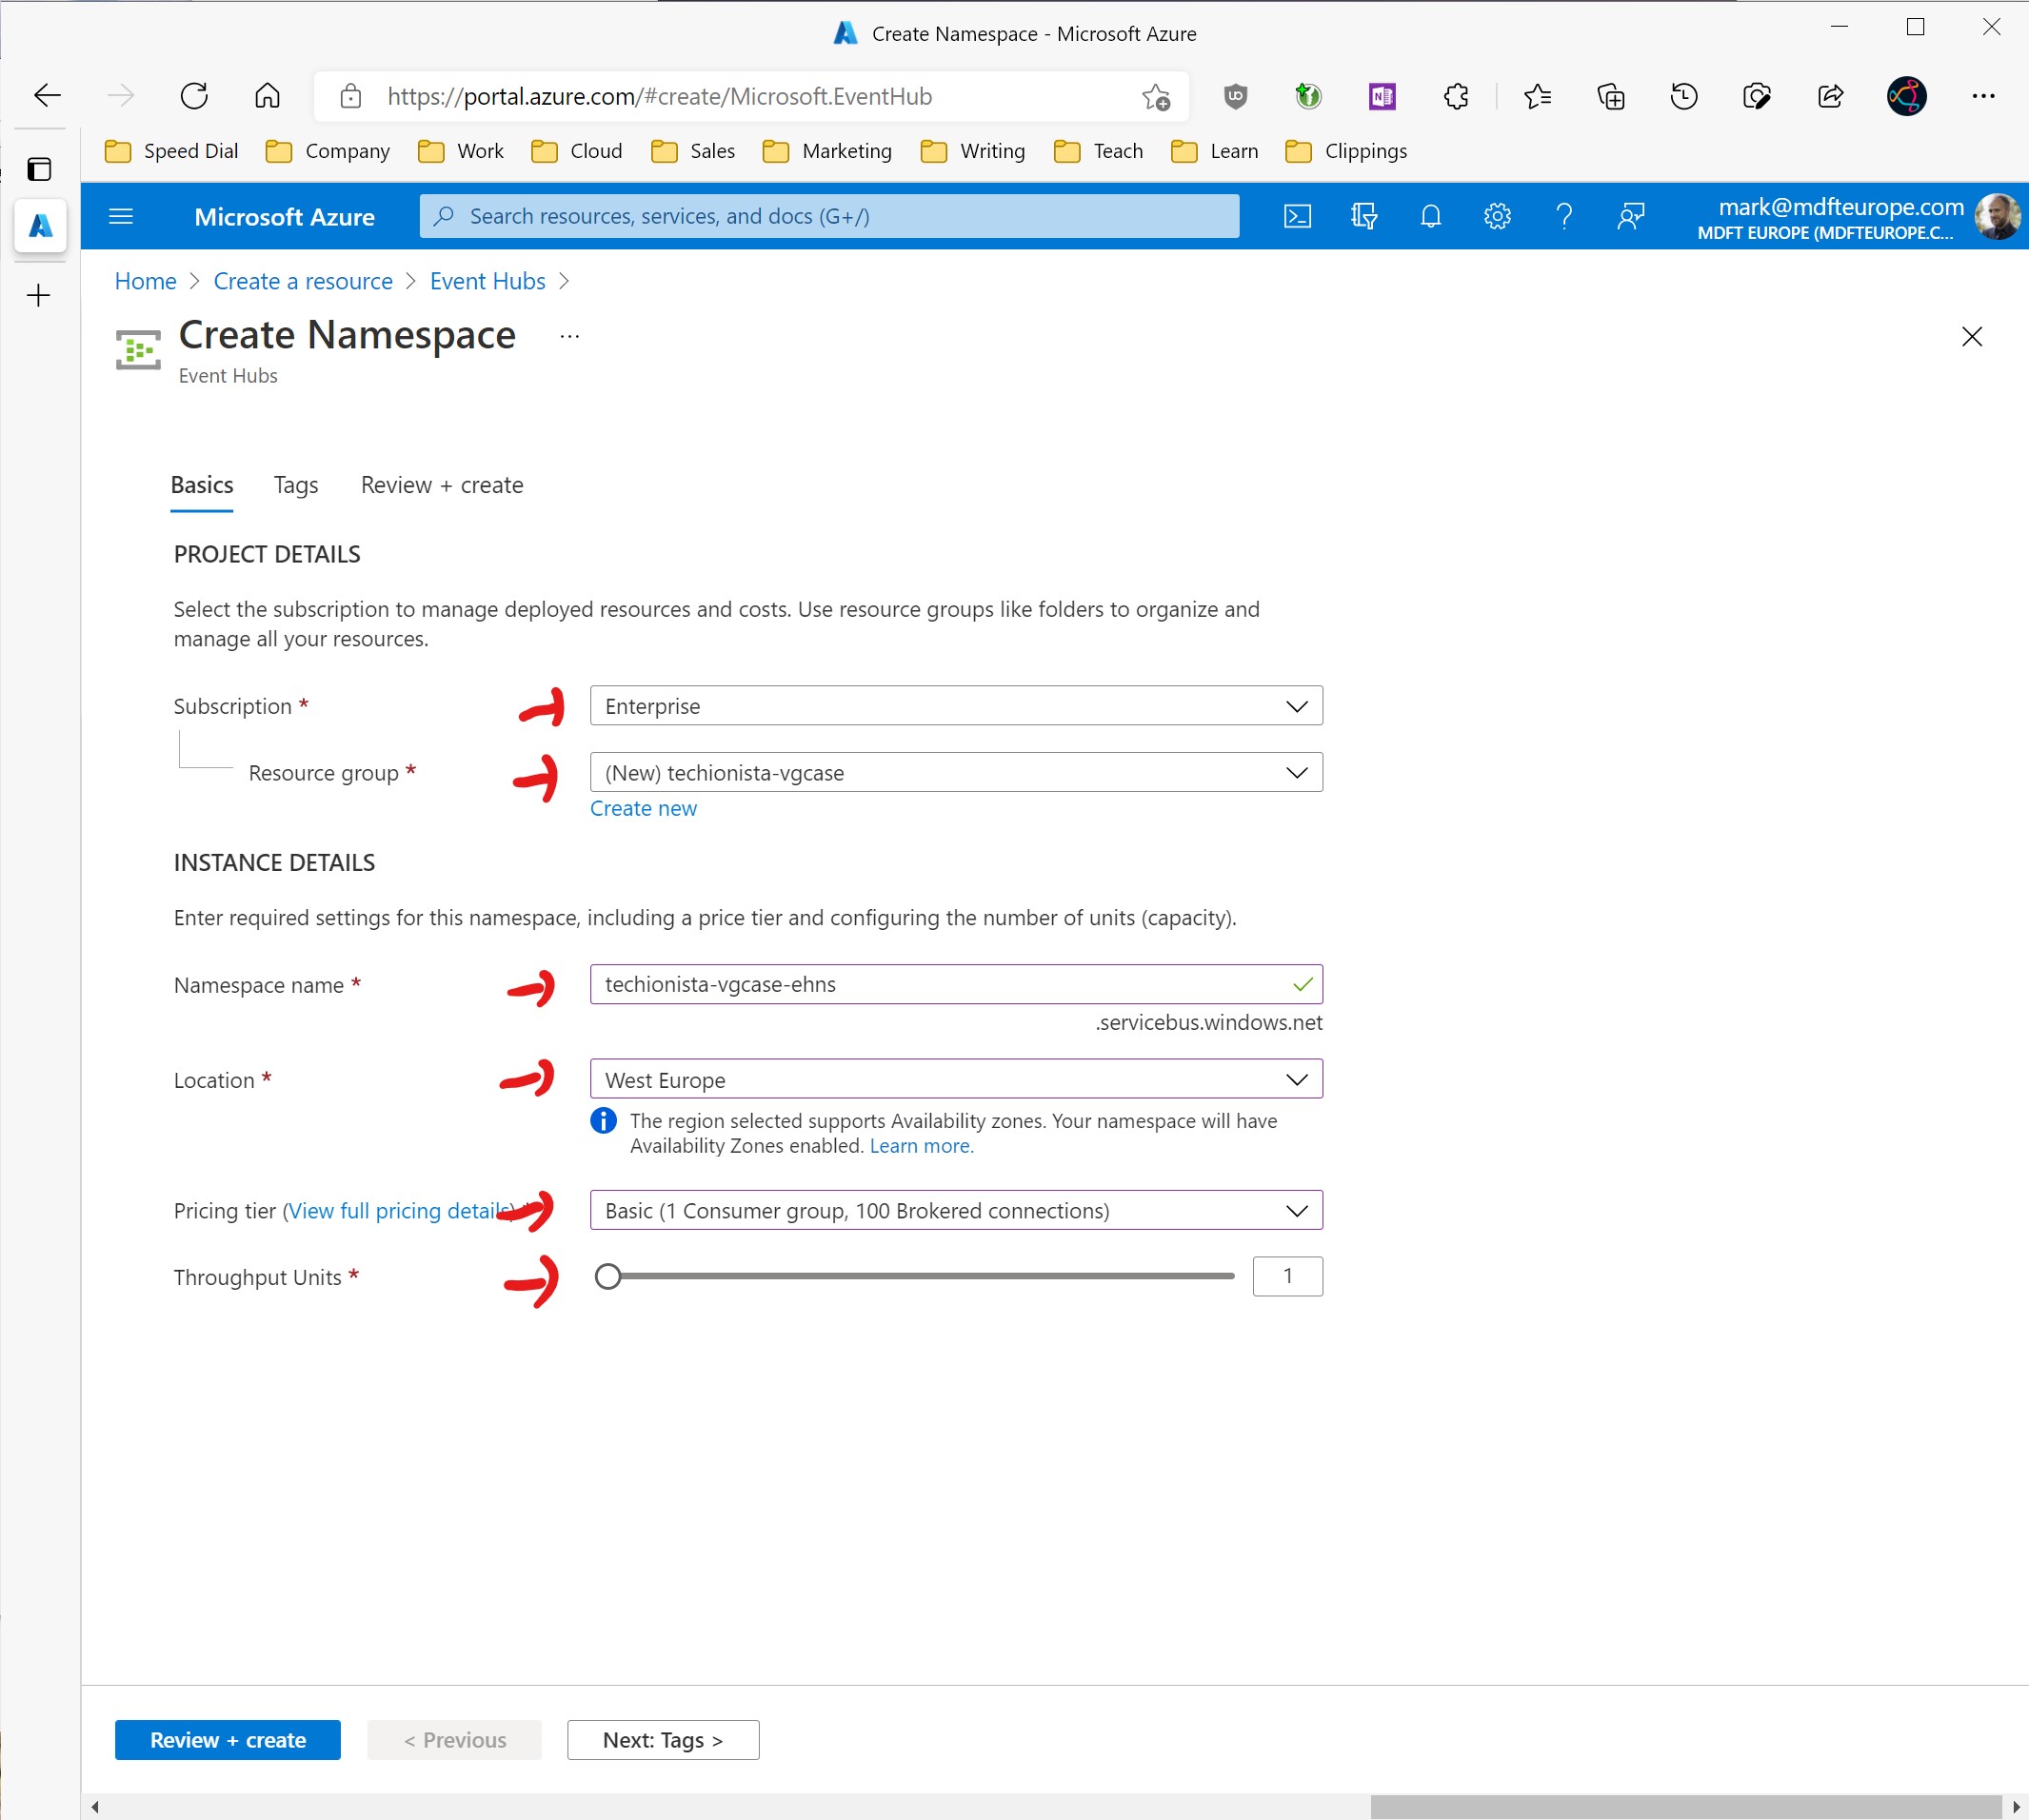 Create Namespace - Microsoft Azure
https://portal.azure.com/#create/Microsoft.EventHub
Speed Dial Company Work Cloud Sales Marketing Writing Teach Learn Clippings
Microsoft Azure
Search resources, services, and docs (G+/)
mark@mdfteurope.com
MDFT EUROPE (MDFTEUROPE.C...
Home > Create a resource > Event Hubs >
Create Namespace ...
Event Hubs
Basics Tags Review + create
PROJECT DETAILS
Select the subscription to manage deployed resources and costs. Use resource groups like folders to organize and
manage all your resources.
Subscription * Enterprise
Resource group * (New) techionista-vgcase
Create new
INSTANCE DETAILS
Enter required settings for this namespace, including a price tier and configuring the number of units (capacity).
Namespace name * techionista-vgcase-ehns
.servicebus.windows.net
Location * West Europe
The region selected supports Availability zones. Your namespace will have
Availability Zones enabled. Learn more.
Pricing tier (View full pricing details) Basic (1 Consumer group, 100 Brokered connections)
Throughput Units * 1
Review + create < Previous Next: Tags >